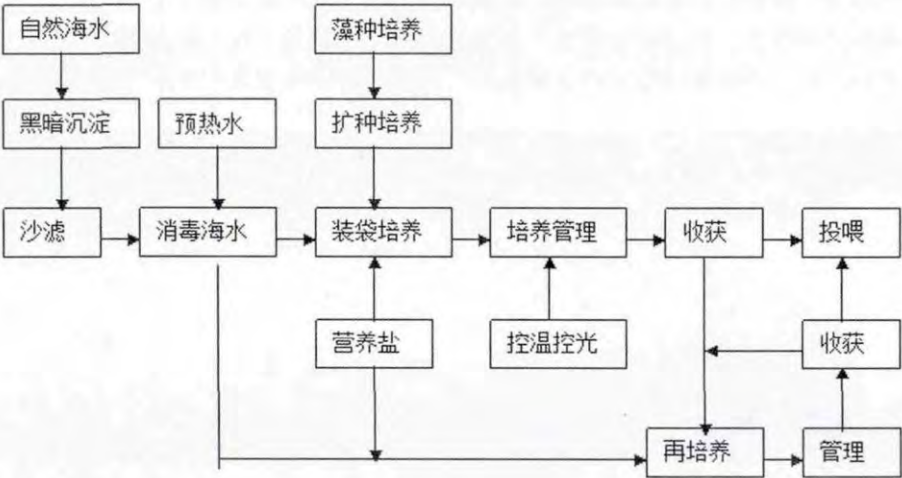 自然海水
藻种培养
黑暗沉淀
预热水
扩种培养
沙滤
消毒海水
装袋培养
培养管理
收获
投喂
营养盐
控温控光
收获
再培养
管理